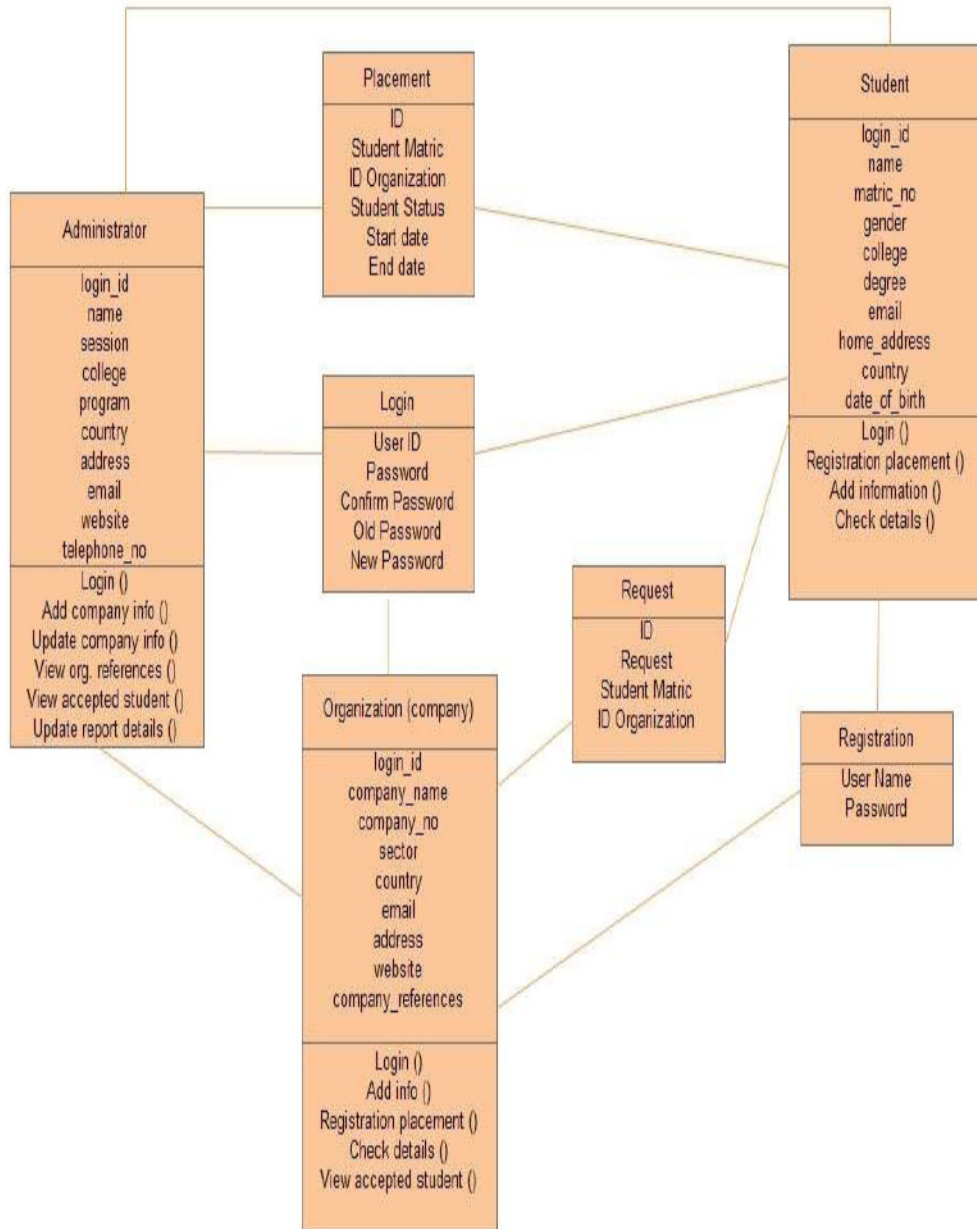 Placement
ID
Student Matric
ID Organization
Student Status
Start date
End date
Student
login_id
name
matric_no
gender
college
degree
email
home_address
country
date_of_birth
Login ()
Registration placement ()
Add information ()
Check details ()
Administrator
login_id
name
session
college
program
country
address
email
website
telephone_no
Login ()
Add company info ()
Update company info ()
View org. references ()
View accepted student ()
Update report details ()
Login
User ID
Password
Confirm Password
Old Password
New Password
Request
ID
Request
Student Matric
ID Organization
Organization (company)
login_id
company_name
company_no
sector
country
email
address
website
company_references
Login ()
Add info ()
Registration placement ()
Check details ()
View accepted student ()
Registration
User Name
Password